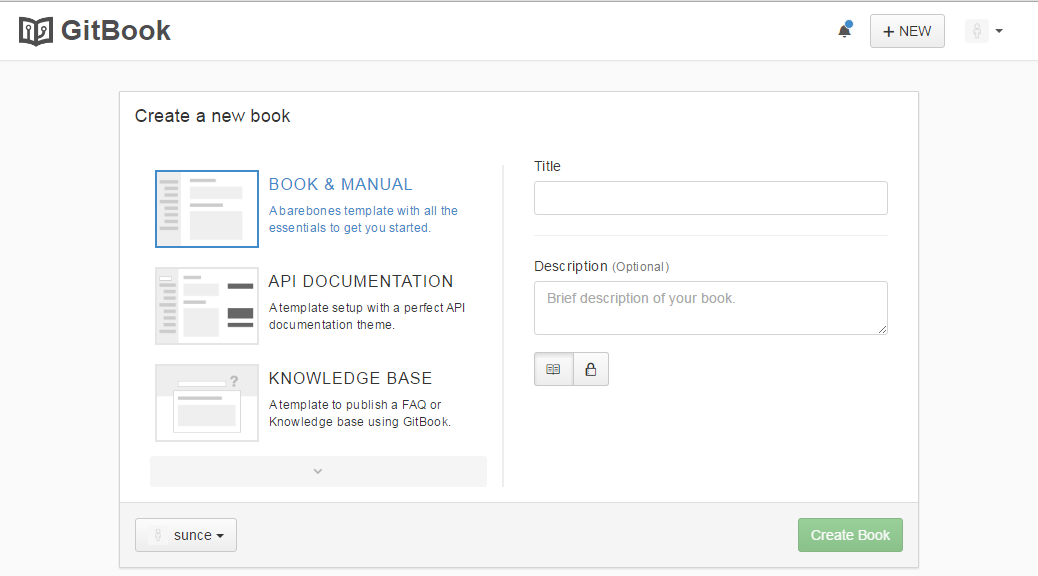 GitBook
+ NEW
Create a new book
BOOK & MANUAL
A barebones template with all the
essentials to get you started.
API DOCUMENTATION
A template setup with a perfect API
documentation theme.
?
KNOWLEDGE BASE
A template to publish a FAQ or
Knowledge base using GitBook.
Title
Description (Optional)
Brief description of your book.
sunce
Create Book